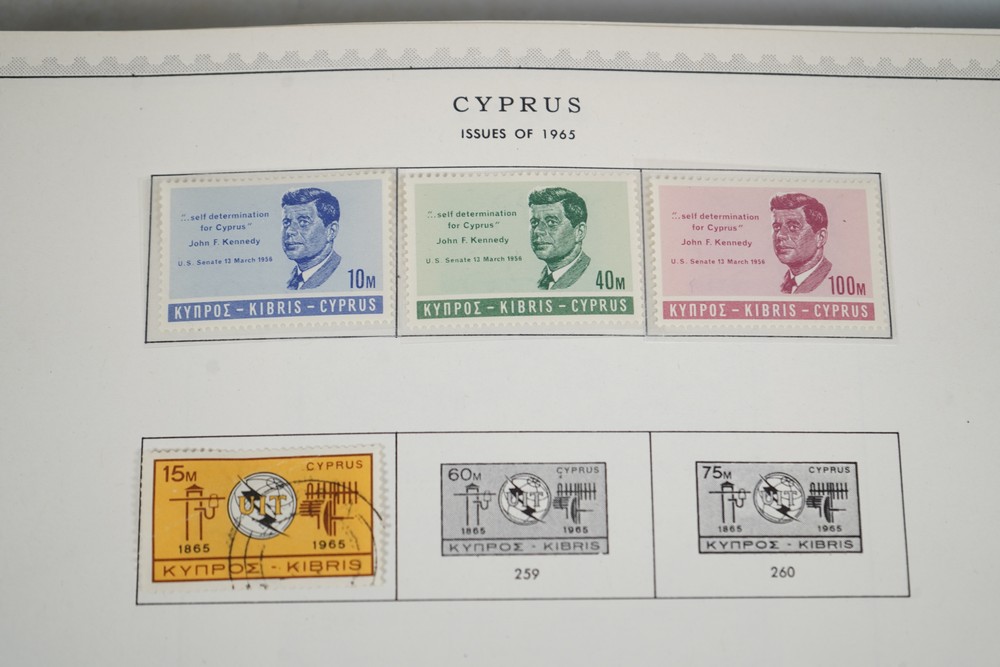 CYPRUS
ISSUES OF 1965
"...self determination
for Cyprus"
John F. Kennedy
U.S. Senate 12 March 1956
10M
ΚΥΠΡΟΣ – KIBRIS – CYPRUS
"...self determination
for Cyprus"
John F. Kennedy
U.S. Senate 12 March 1956
40M
ΚΥΠΡΟΣ – KIBRIS – CYPRUS
"...self determination
for Cyprus"
John F. Kennedy
U.S. Senate 12 March 1956
100M
ΚΥΠΡΟΣ – KIBRIS – CYPRUS
15M
CYPRUS
UIT
1865 1965
ΚΥΠΡΟΣ - KIBRIS
60M
CYPRUS
UIT
1865 1965
ΚΥΠΡΟΣ - KIBRIS
259
75M
CYPRUS
UIT
1865 1965
ΚΥΠΡΟΣ - KIBRIS
260